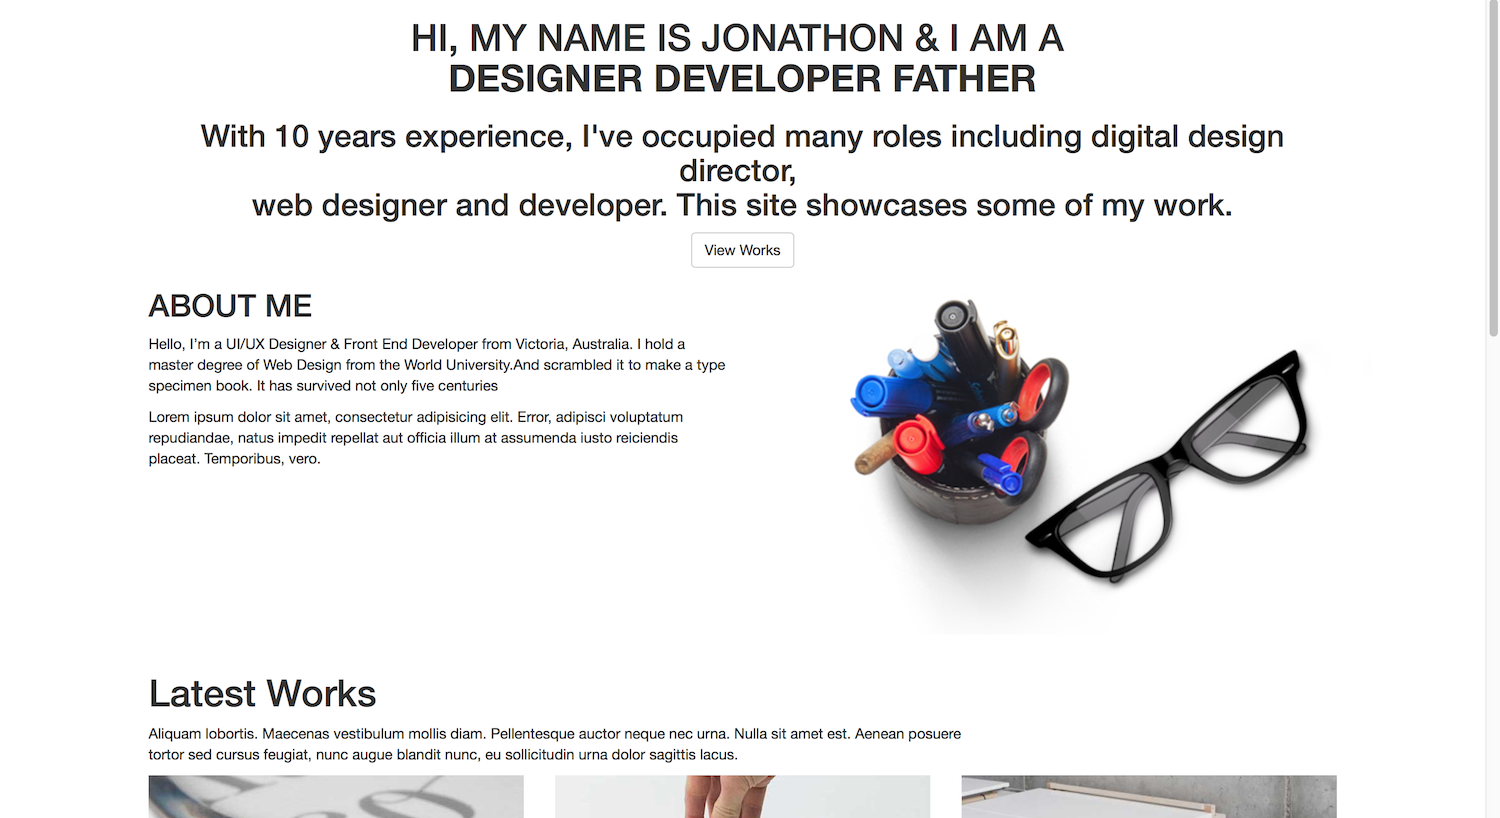 HI, MY NAME IS JONATHON & I AM A
DESIGNER DEVELOPER FATHER
With 10 years experience, I've occupied many roles including digital design
director,
web designer and developer. This site showcases some of my work.
View Works
ABOUT ME
Hello, I'm a UI/UX Designer & Front End Developer from Victoria, Australia. I hold a
master degree of Web Design from the World University.And scrambled it to make a type
specimen book. It has survived not only five centuries
Lorem ipsum dolor sit amet, consectetur adipisicing elit. Error, adipisci voluptatum
repudiandae, natus impedit repellat aut officia illum at assumenda iusto reiciendis
placeat. Temporibus, vero.
Latest Works
Aliquam lobortis. Maecenas vestibulum mollis diam. Pellentesque auctor neque nec urna. Nulla sit amet est. Aenean posuere
tortor sed cursus feugiat, nunc augue blandit nunc, eu sollicitudin urna dolor sagittis lacus.